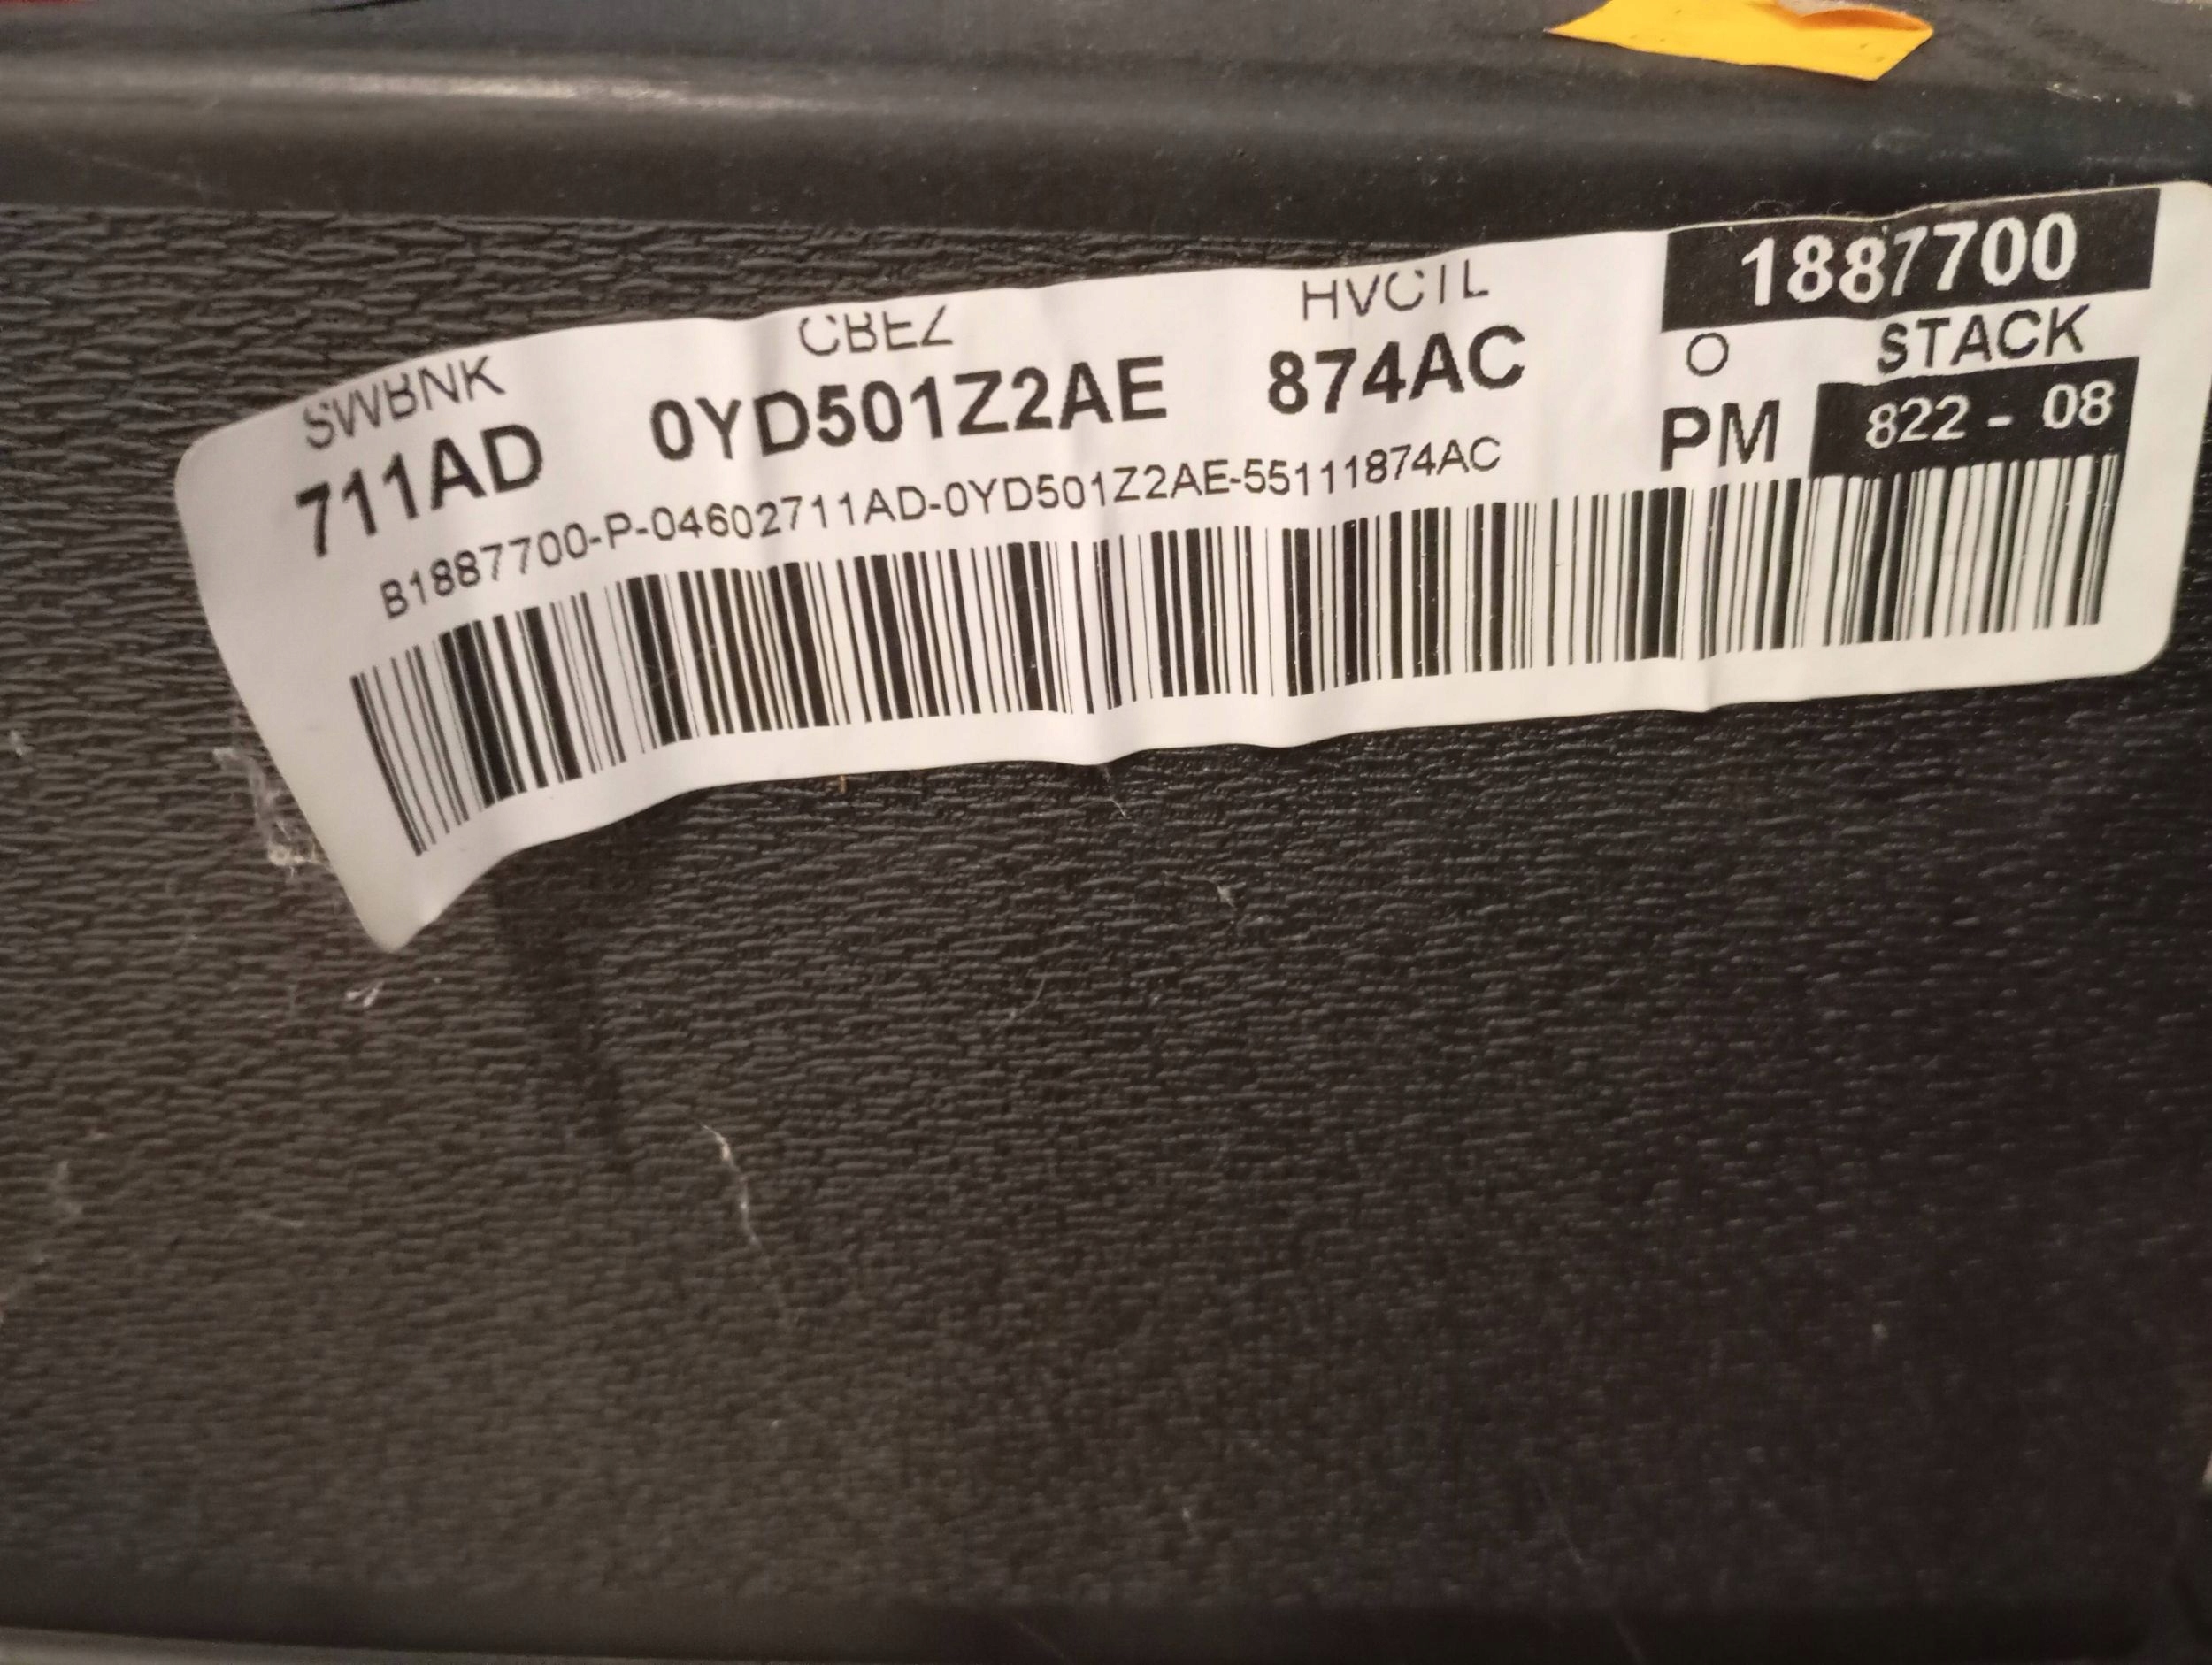 SWBNK CBEZ HVCTL 1887700
711AD 0YD501Z2AE 874AC O STACK
B1887700-P-04602711AD-0YD501Z2AE-55111874AC PM 822 - 08